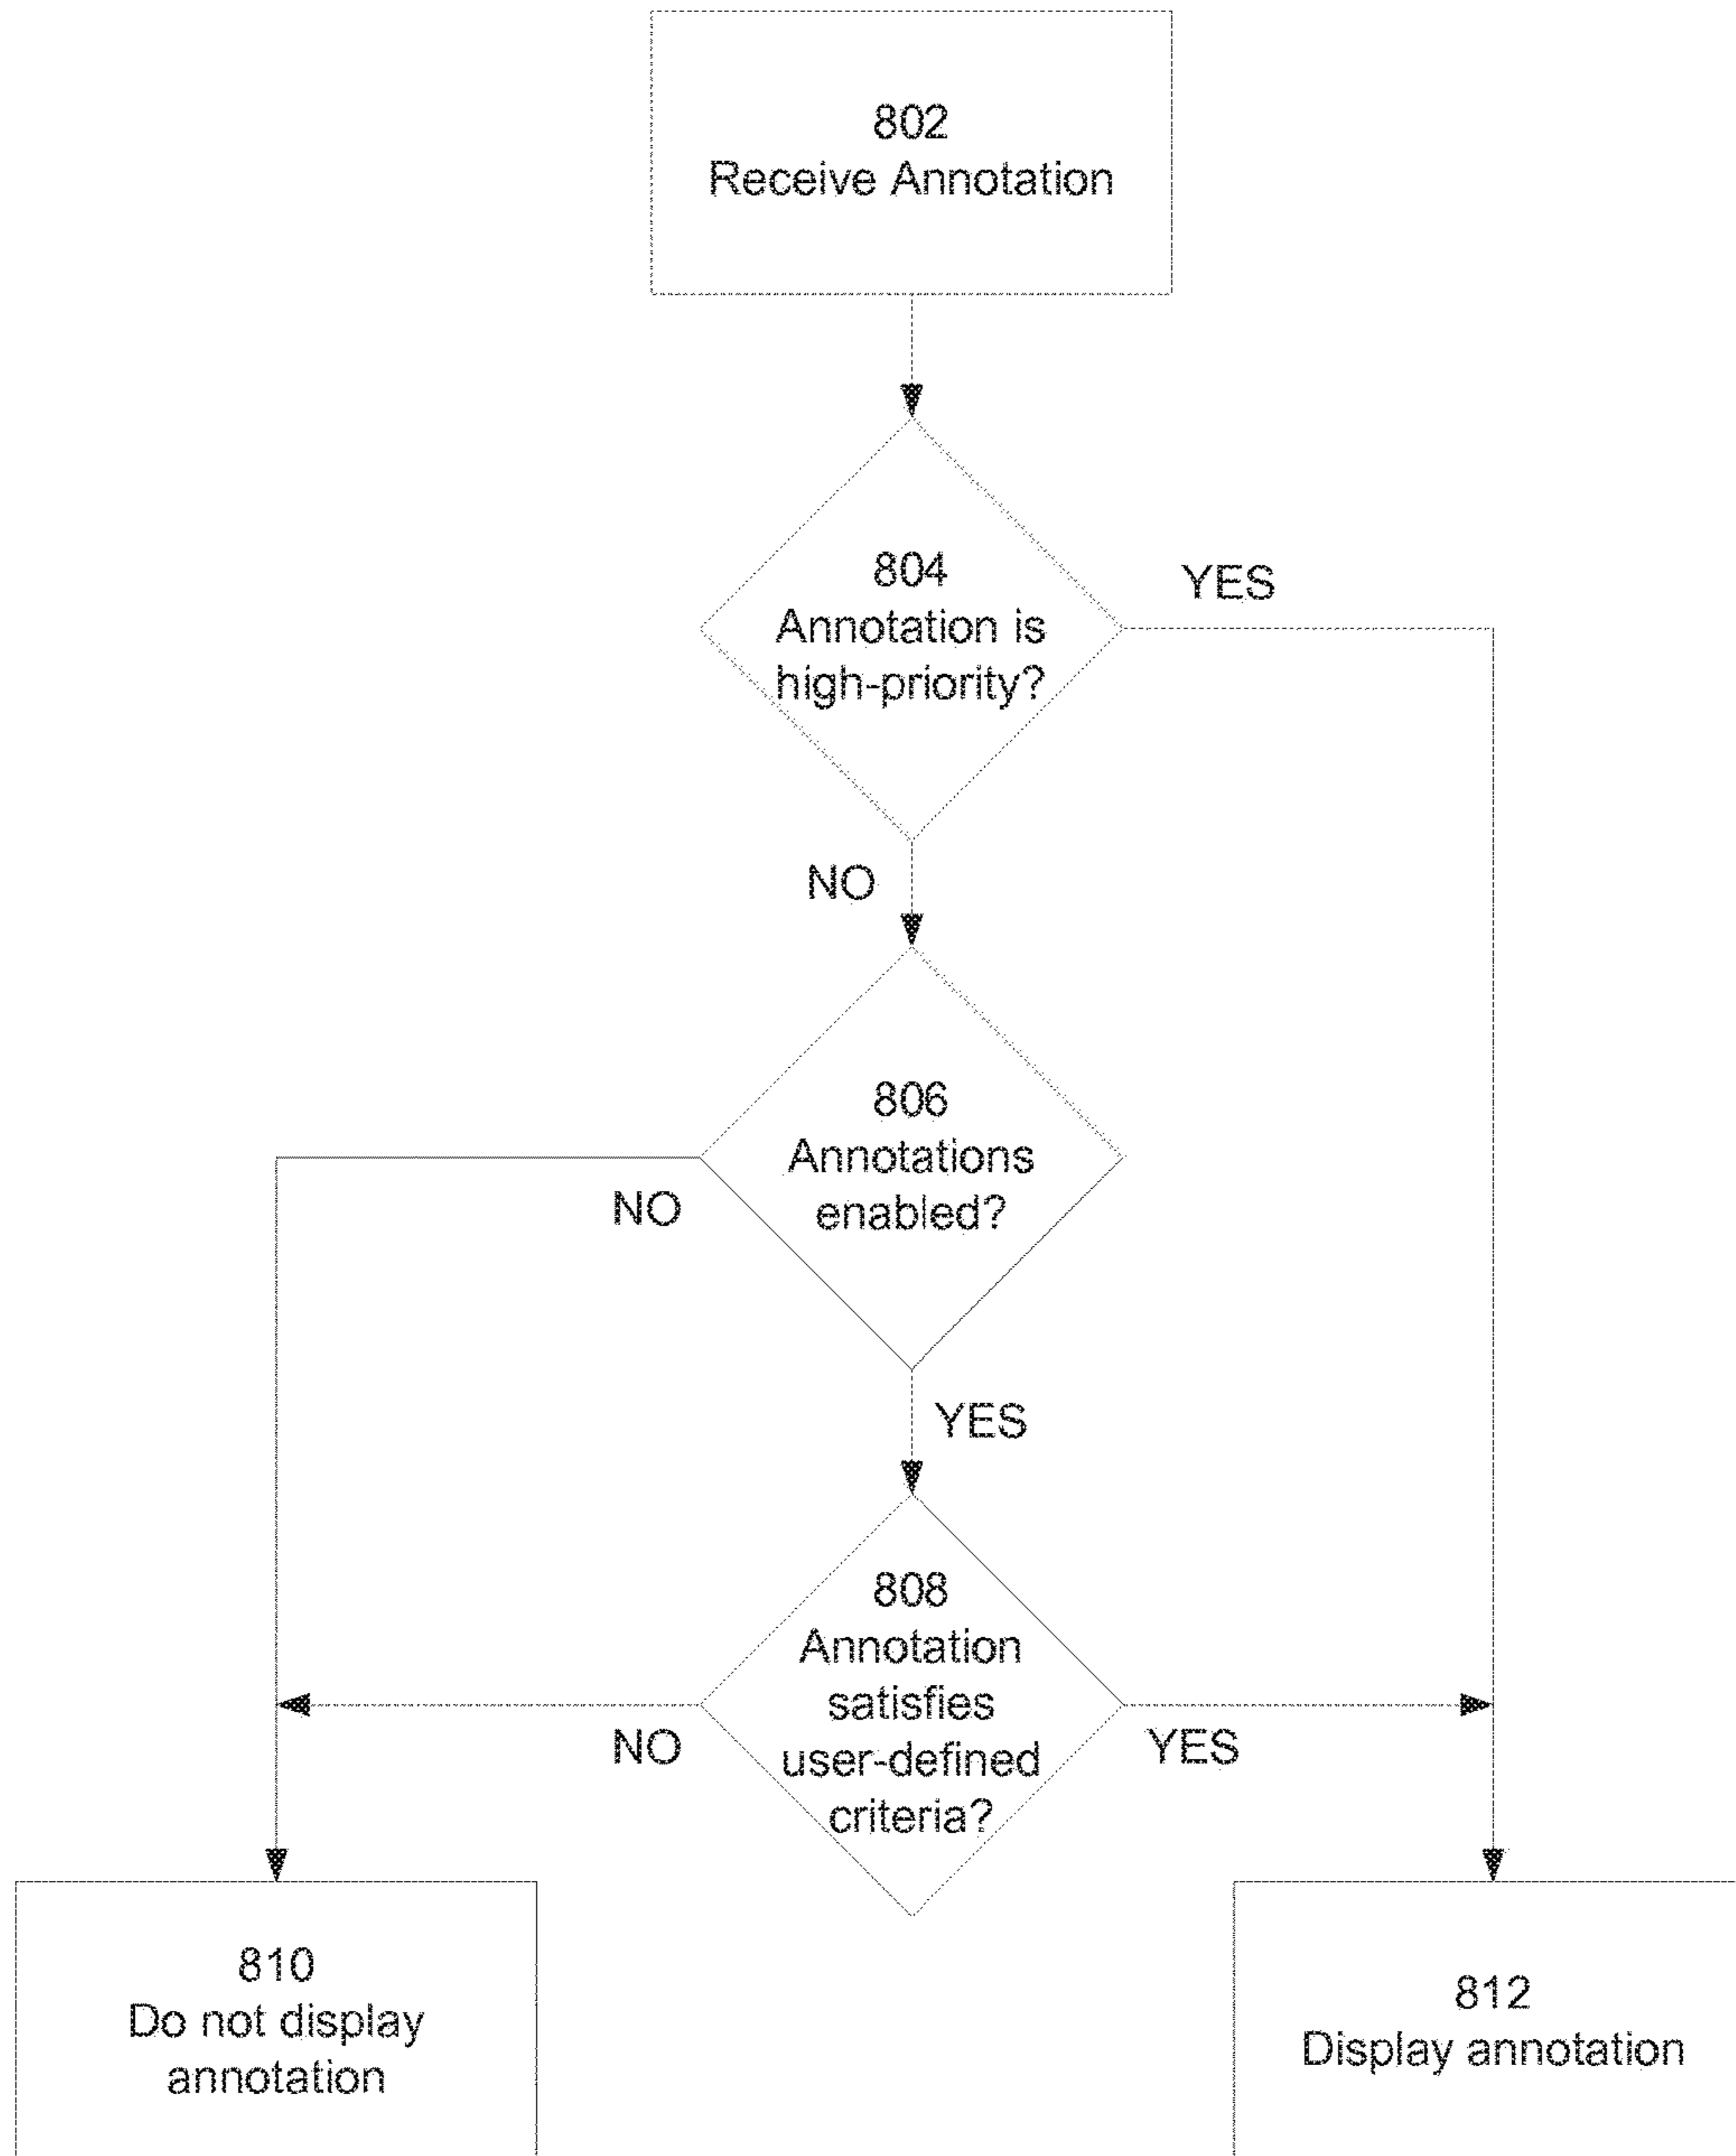 802
Receive Annotation
804
Annotation is
high-priority?
YES
NO
806
Annotations
enabled?
NO
YES
808
Annotation
satisfies
user-defined
criteria?
NO
YES
810
Do not display
annotation
812
Display annotation